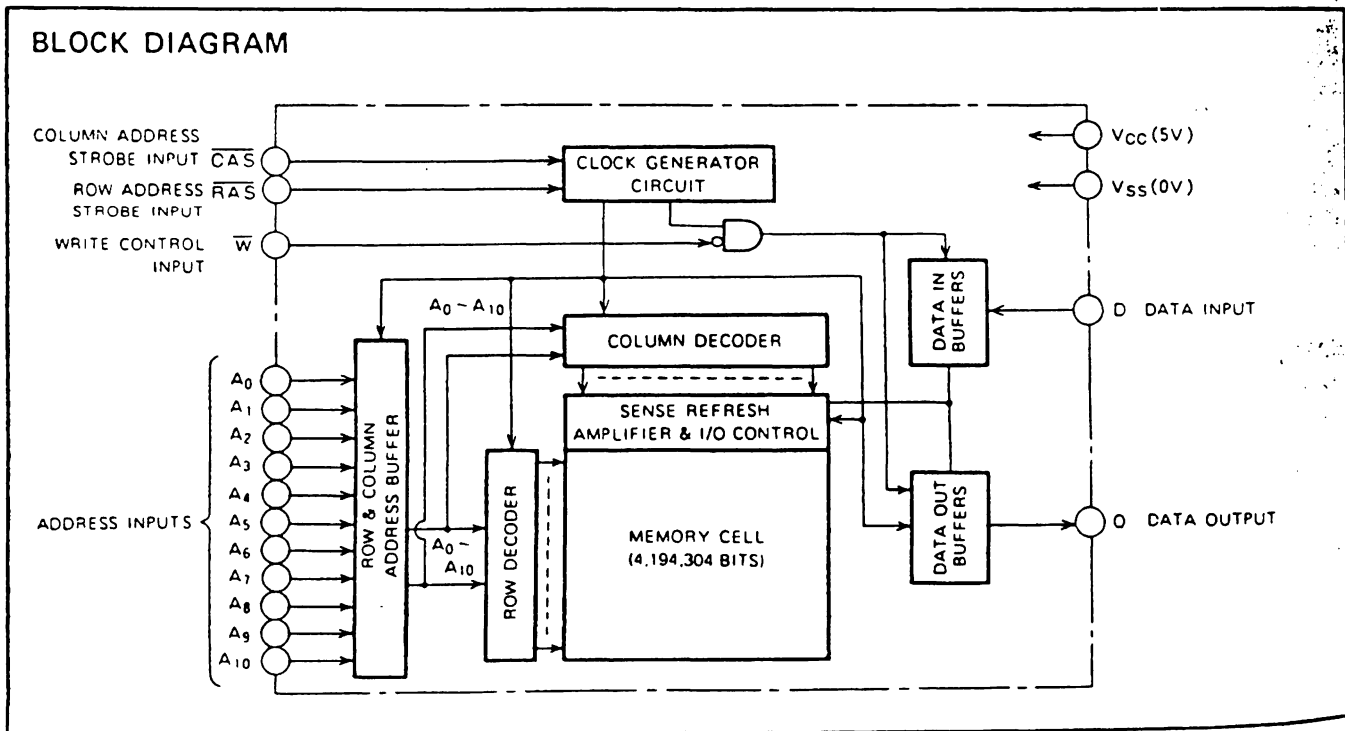 BLOCK DIAGRAM
COLUMN ADDRESS
STROBE INPUT C̅A̅S̅
ROW ADDRESS R̅A̅S̅
STROBE INPUT
WRITE CONTROL W̅
INPUT
CLOCK GENERATOR
CIRCUIT
VCC(5V)
VSS(0V)
A0-A10
COLUMN DECODER
DATA IN
BUFFERS
D DATA INPUT
SENSE REFRESH
AMPLIFIER & I/O CONTROL
ADDRESS INPUTS
A0
A1
A2
A3
A4
A5
A6
A7
A8
A9
A10
ROW & COLUMN
ADDRESS BUFFER
A0-
A10
ROW DECODER
MEMORY CELL
(4,194,304 BITS)
DATA OUT
BUFFERS
Q DATA OUTPUT